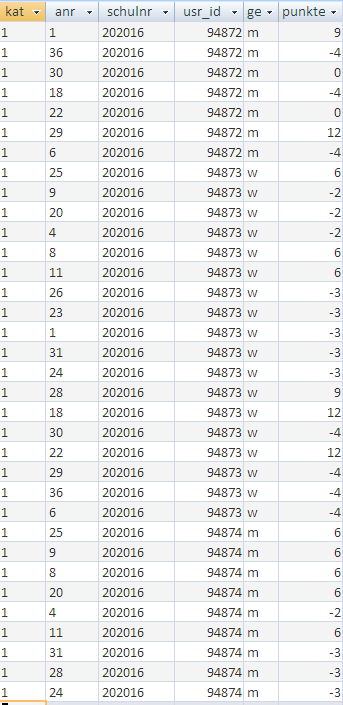 kat anr schulnr usr_id ge punkte
1 1 202016 94872 m 9
1 36 202016 94872 m -4
1 30 202016 94872 m 0
1 18 202016 94872 m -4
1 22 202016 94872 m 0
1 29 202016 94872 m 12
1 6 202016 94872 m -4
1 25 202016 94873 w 6
1 9 202016 94873 w -2
1 20 202016 94873 w -2
1 4 202016 94873 w -2
1 8 202016 94873 w 6
1 11 202016 94873 w 6
1 26 202016 94873 w -3
1 23 202016 94873 w -3
1 1 202016 94873 w -3
1 31 202016 94873 w -3
1 24 202016 94873 w -3
1 28 202016 94873 w 9
1 18 202016 94873 w 12
1 30 202016 94873 w -4
1 22 202016 94873 w 12
1 29 202016 94873 w -4
1 36 202016 94873 w -4
1 6 202016 94873 w -4
1 25 202016 94874 m 6
1 9 202016 94874 m 6
1 8 202016 94874 m 6
1 20 202016 94874 m 6
1 4 202016 94874 m -2
1 11 202016 94874 m 6
1 31 202016 94874 m -3
1 28 202016 94874 m -3
1 24 202016 94874 m -3